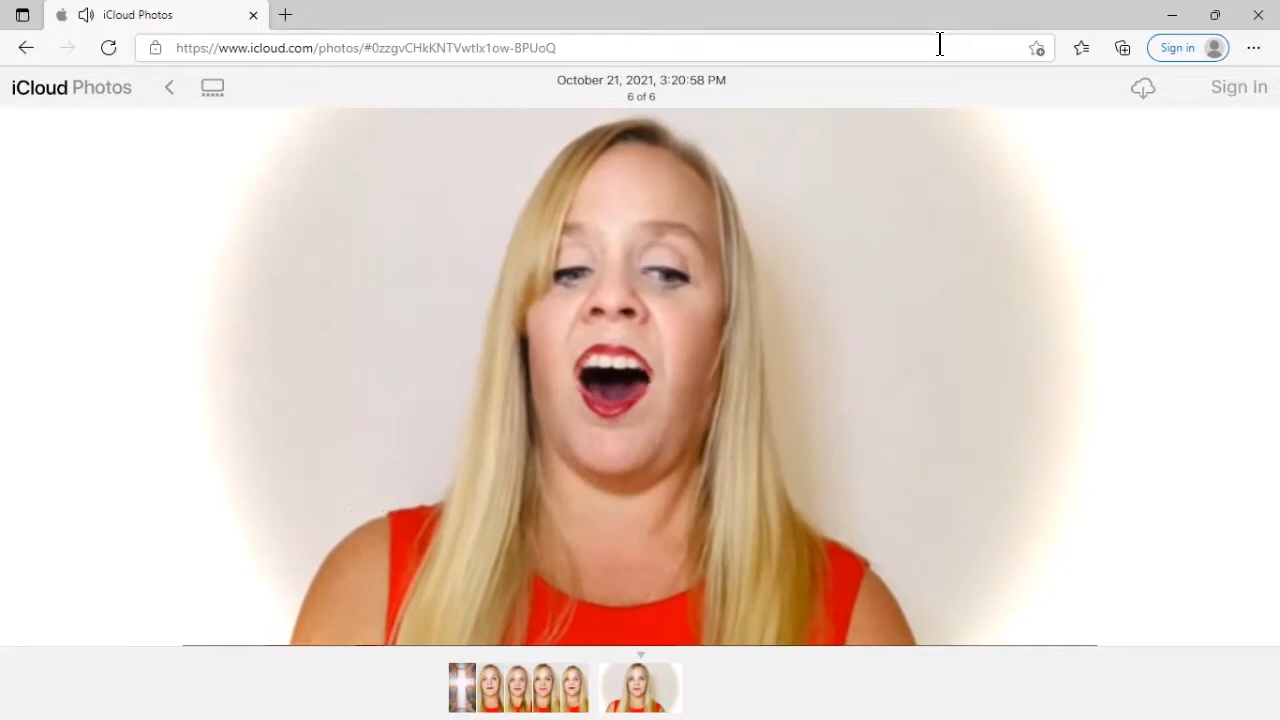 iCloud Photos
https://www.icloud.com/photos/#0zzgvCHkKNTVwtlx1ow-8PUoQ
Sign in
iCloud Photos
October 21, 2021, 3:20:58 PM
6 of 6
Sign In